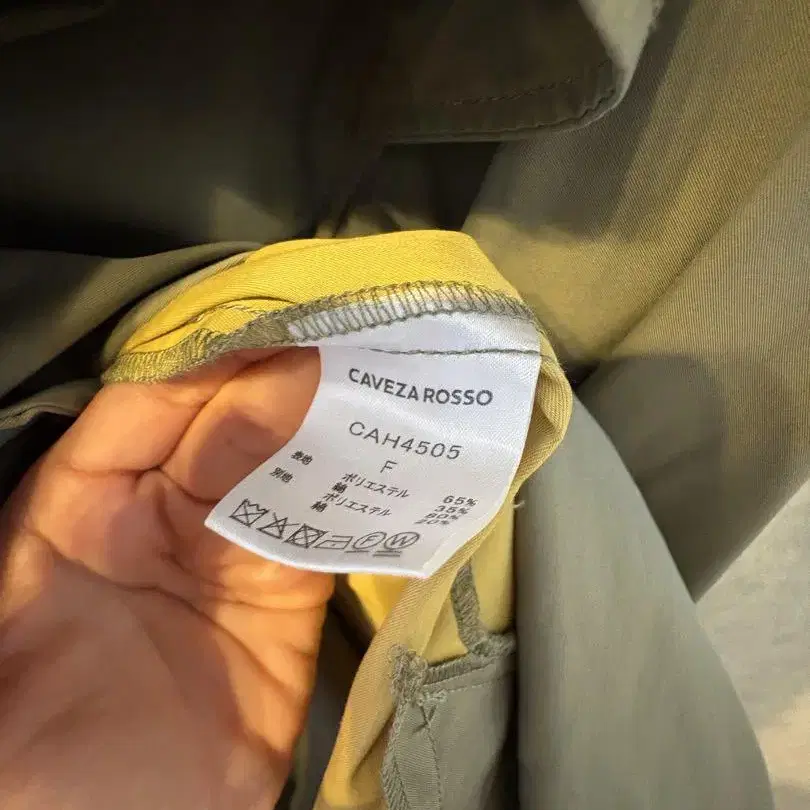 CAVEZA ROSSO
CAH4505
F
表地 ポリエステル 65%
綿 35%
別地 ポリエステル 80%
綿 20%
F W